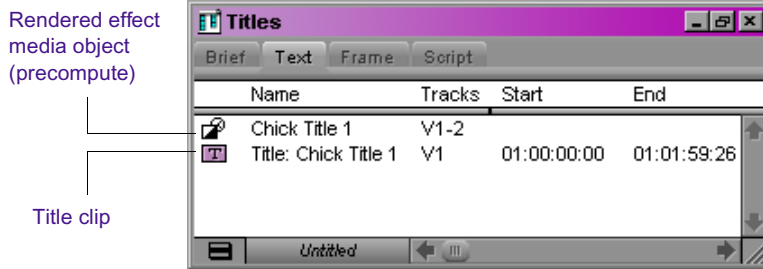 Rendered effect
media object
(precompute)
Title clip
Titles
Brief Text Frame Script
Name Tracks Start End
Chick Title 1 V1-2
T Title: Chick Title 1 V1 01:00:00:00 01:01:59:26
Untitled